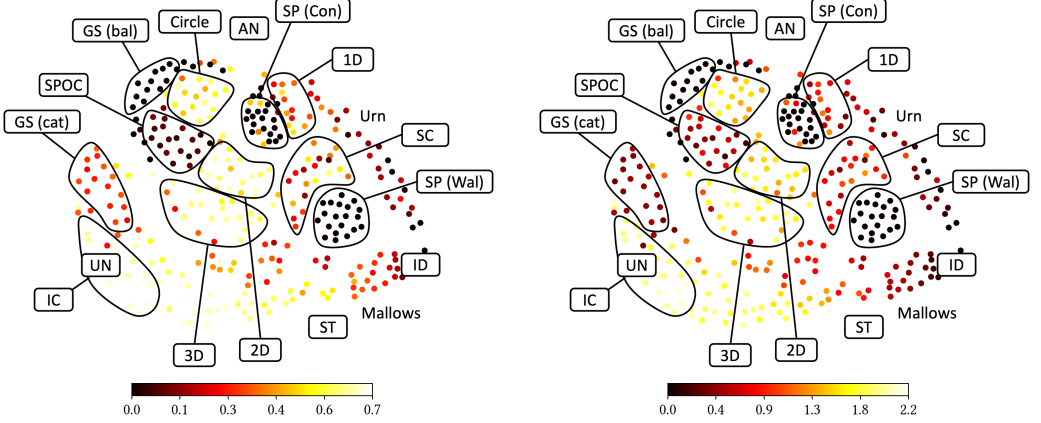 SP (Con)
Circle
AN
GS (bal)
1D
SPOC
Urn
GS (cat)
SC
SP (Wal)
UN
ID
IC
Mallows
ST
3D
2D
0.0 0.1 0.3 0.4 0.6 0.7
SP (Con)
Circle
AN
GS (bal)
1D
SPOC
Urn
GS (cat)
SC
SP (Wal)
UN
ID
IC
Mallows
ST
3D
2D
0.0 0.4 0.9 1.3 1.8 2.2